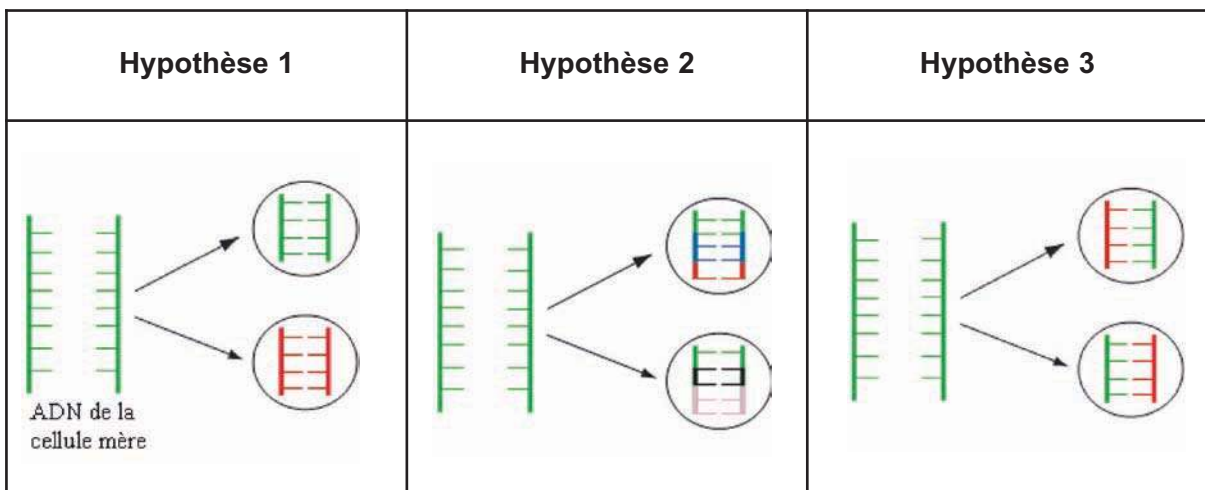 Hypothèse 1
Hypothèse 2
Hypothèse 3
ADN de la
cellule mère